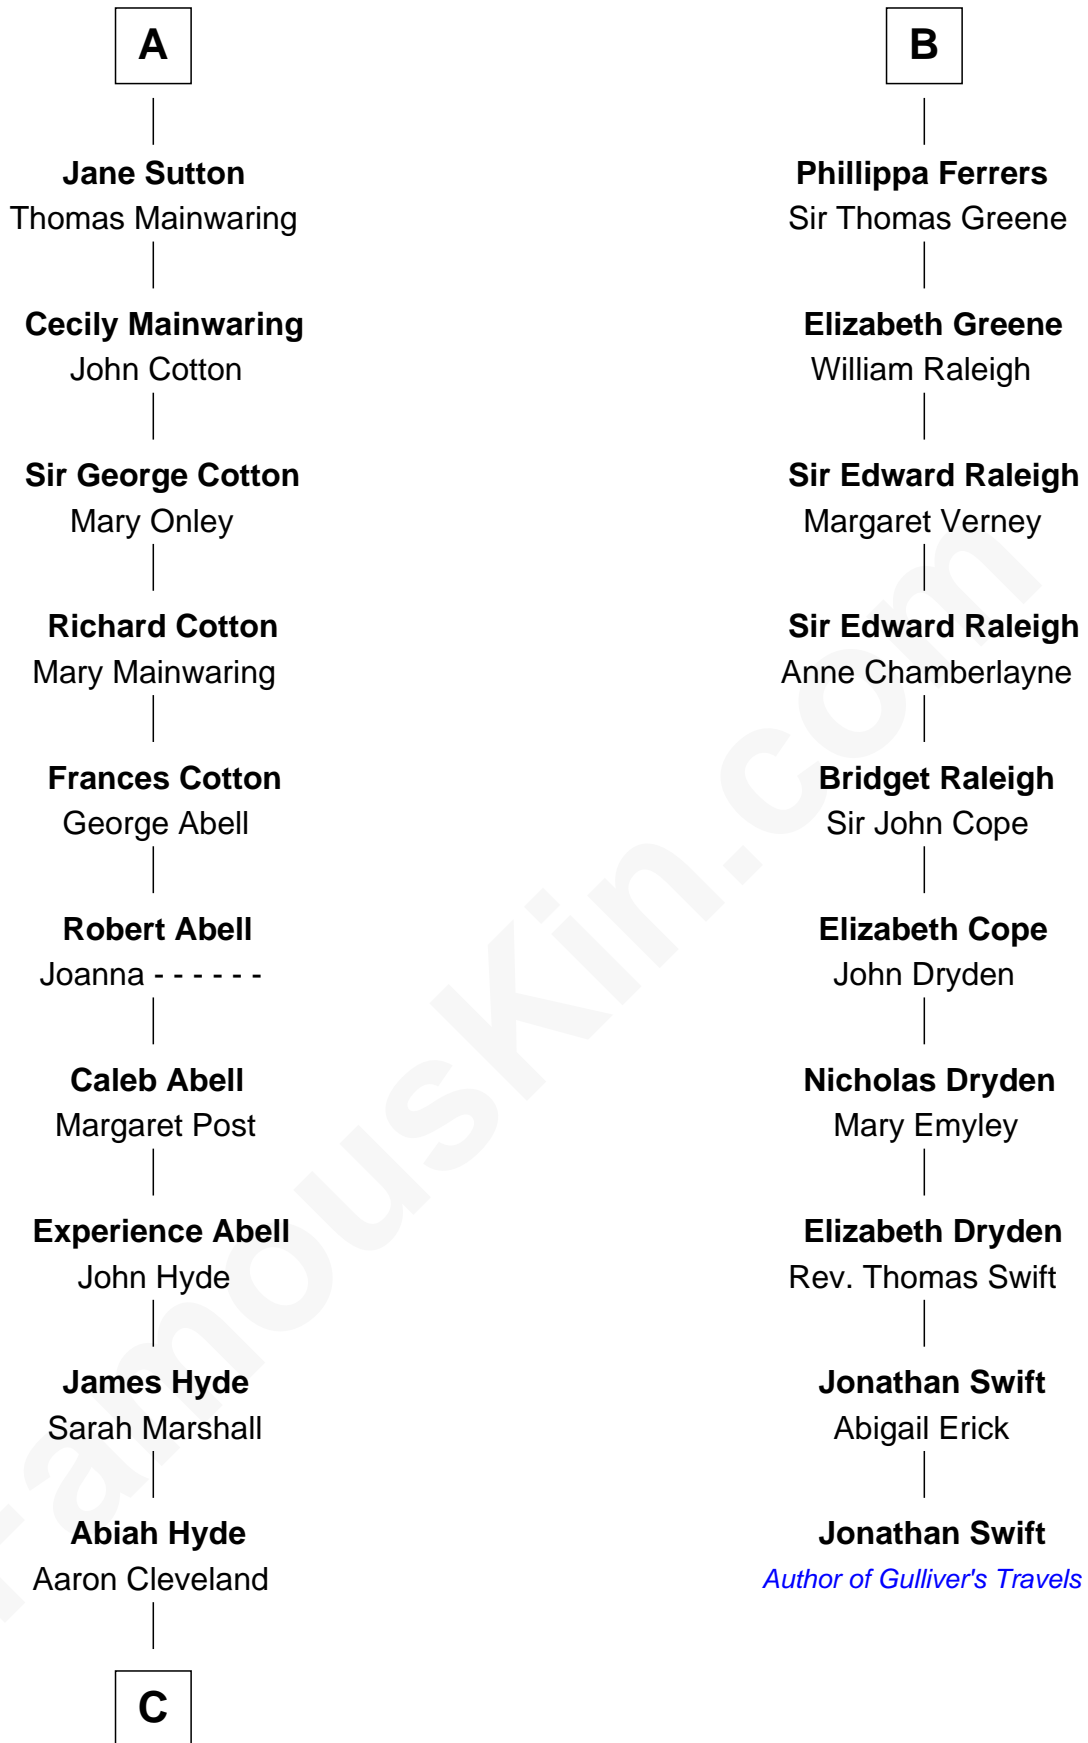 A
Jane Sutton
Thomas Mainwaring
Cecily Mainwaring
John Cotton
Sir George Cotton
Mary Onley
Richard Cotton
Mary Mainwaring
Frances Cotton
George Abell
Robert Abell
Joanna - - - - - -
Caleb Abell
Margaret Post
Experience Abell
John Hyde
James Hyde
Sarah Marshall
Abiah Hyde
Aaron Cleveland
C
B
Phillippa Ferrers
Sir Thomas Greene
Elizabeth Greene
William Raleigh
Sir Edward Raleigh
Margaret Verney
Sir Edward Raleigh
Anne Chamberlayne
Bridget Raleigh
Sir John Cope
Elizabeth Cope
John Dryden
Nicholas Dryden
Mary Emyley
Elizabeth Dryden
Rev. Thomas Swift
Jonathan Swift
Abigail Erick
Jonathan Swift
Author of Gulliver's Travels
FamousKin.com